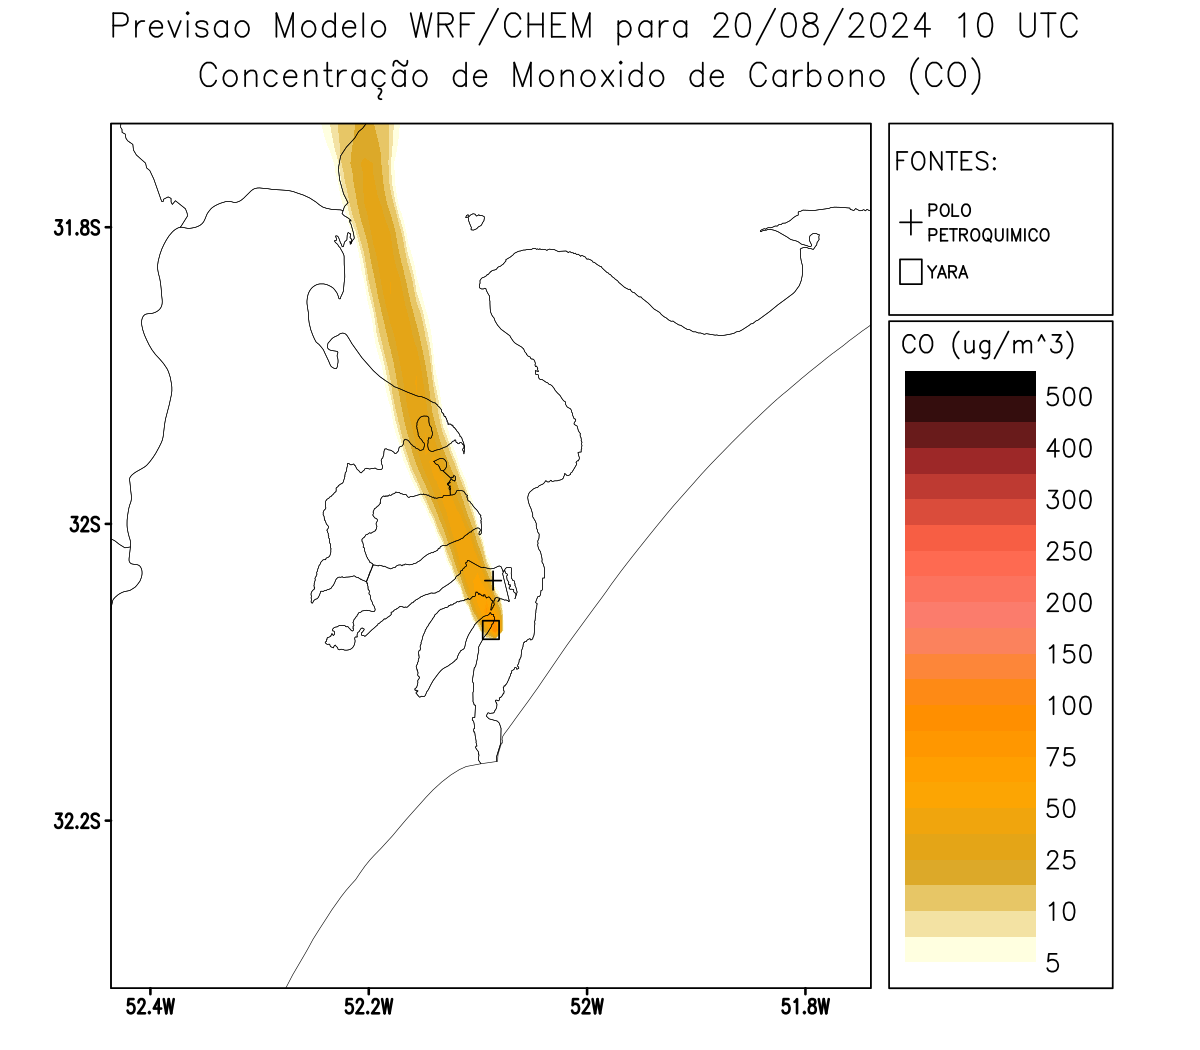 Previsao Modelo WRF/CHEM para 20/08/2024 10 UTC
Concentração de Monoxido de Carbono (CO)
FONTES:
POLO
PETROQUIMICO
YARA
CO (ug/m^3)
500
400
300
250
200
150
100
75
50
25
10
5
31.8S
32S
32.2S
52.4W
52.2W
52W
51.8W